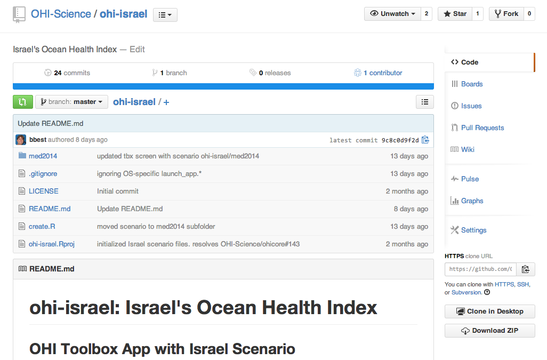 OHI-Science / ohi-israel
Unwatch 2
Star 1
Fork 0
Israel's Ocean Health Index — Edit
24 commits
1 branch
0 releases
1 contributor
branch: master
ohi-israel / +
Update README.md
bbest authored 8 days ago
latest commit 9c8c0d9f2d
med2014 updated tbx screen with scenario ohi-israel/med2014 13 days ago
.gitignore ignoring OS-specific launch_app.* 13 days ago
LICENSE Initial commit 2 months ago
README.md Update README.md 8 days ago
create.R moved scenario to med2014 subfolder 13 days ago
ohi-israel.Rproj initialized Israel scenario files. resolves OHI-Science/ohicore#143 2 months ago
README.md
ohi-israel: Israel's Ocean Health Index
OHI Toolbox App with Israel Scenario
Code
Boards
Issues
Pull Requests
Wiki
Pulse
Graphs
Settings
HTTPS clone URL
https://github.com/
You can clone with HTTPS, SSH,
or Subversion.
Clone in Desktop
Download ZIP